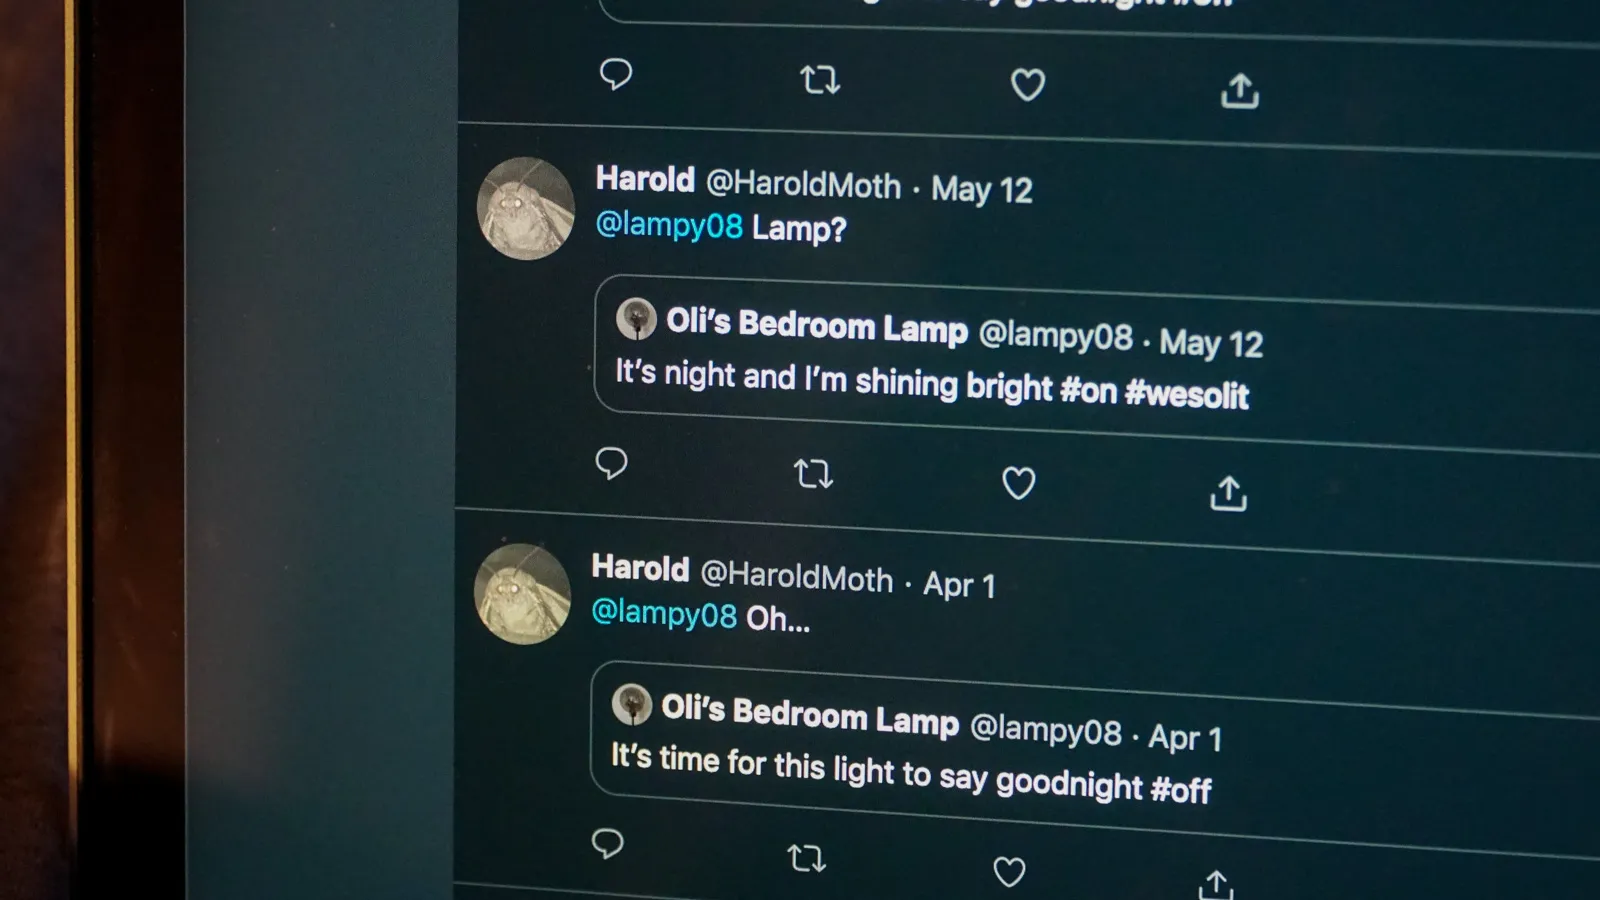 say goodnight #off
Harold @HaroldMoth · May 12
@lampy08 Lamp?
Oli's Bedroom Lamp @lampy08 · May 12
It's night and I'm shining bright #on #wesolit
Harold @HaroldMoth · Apr 1
@lampy08 Oh...
Oli's Bedroom Lamp @lampy08 · Apr 1
It's time for this light to say goodnight #off